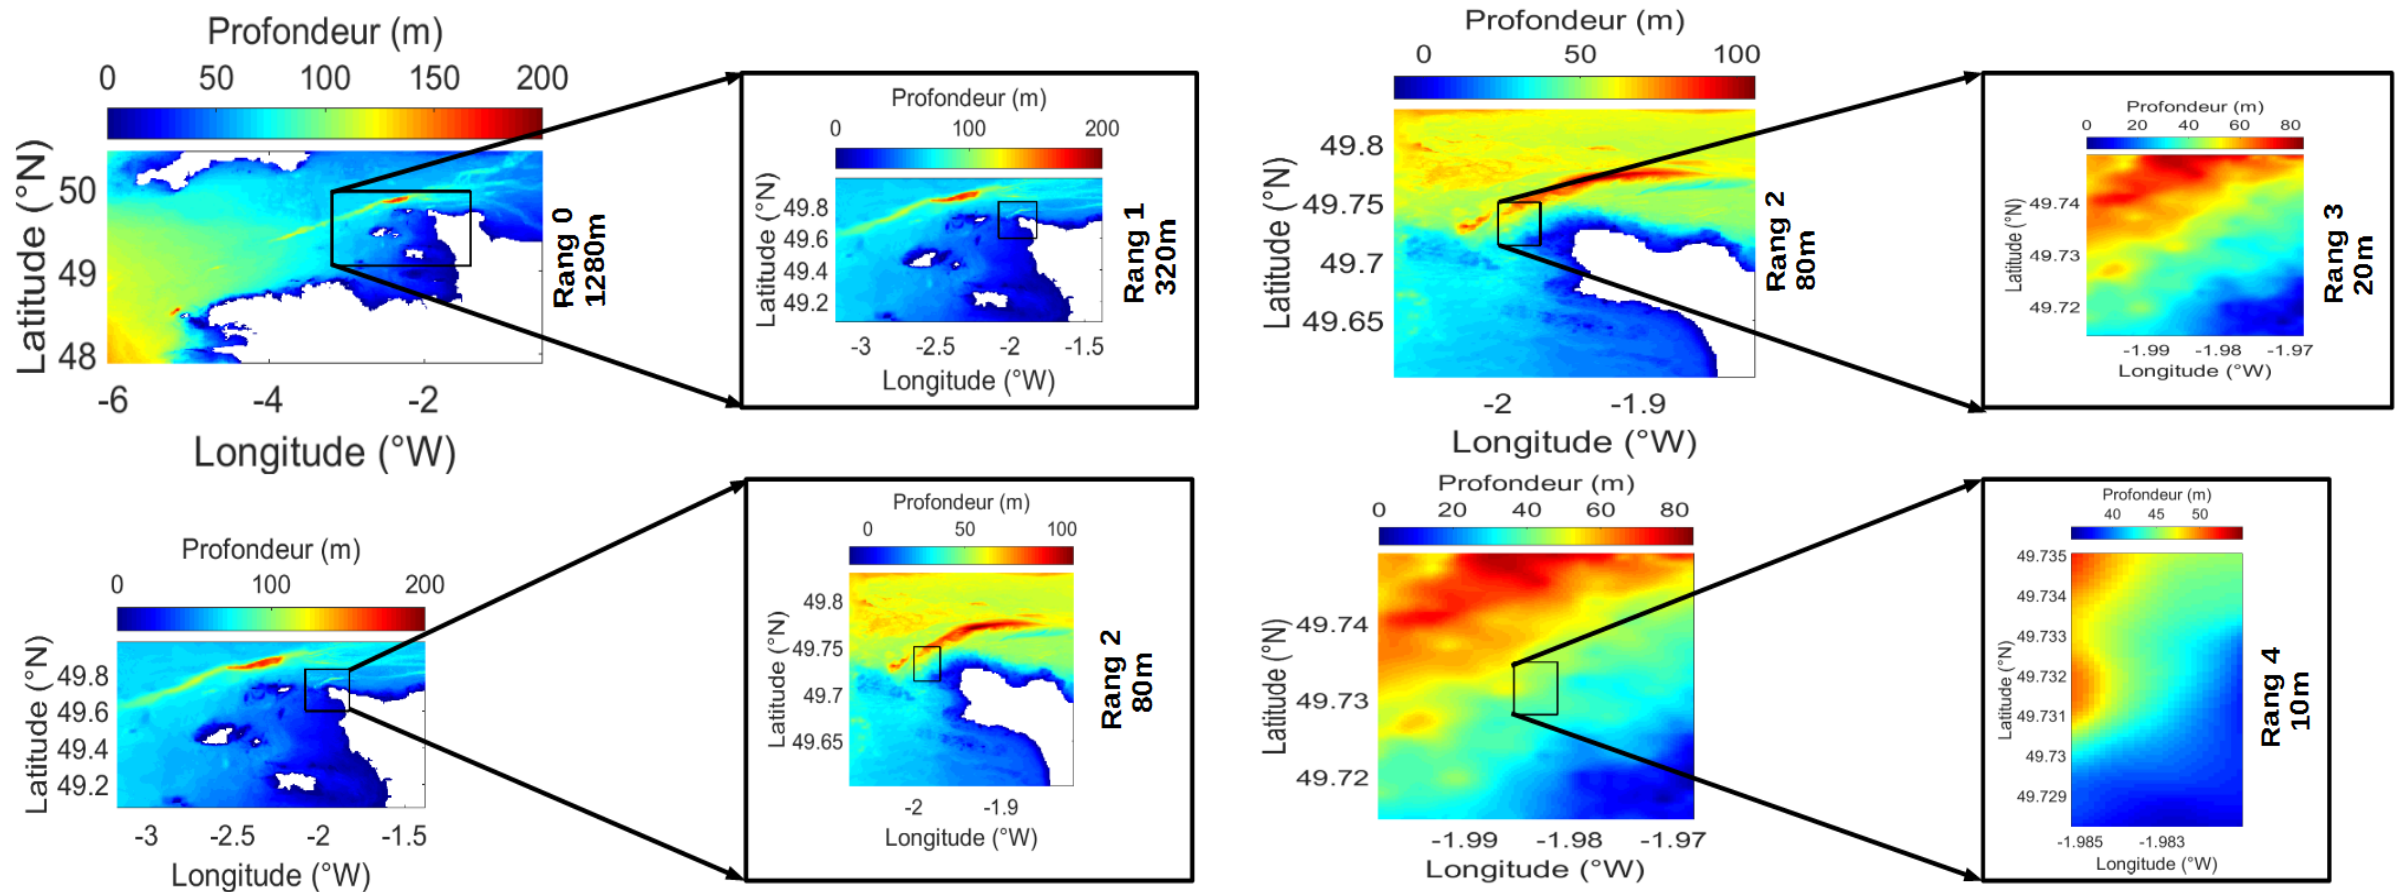 Profondeur (m)
0 50 100 150 200
Latitude (°N)
50
49
48
-6 -4 -2
Longitude (°W)
Rang 0
1280m
Profondeur (m)
0 100 200
Latitude (°N)
49.8
49.6
49.4
49.2
-3 -2.5 -2 -1.5
Longitude (°W)
Rang 1
320m
Profondeur (m)
0 50 100
Latitude (°N)
49.8
49.75
49.7
49.65
-2 -1.9
Longitude (°W)
Rang 2
80m
Profondeur (m)
0 20 40 60 80
Latitude (°N)
49.74
49.73
49.72
-1.99 -1.98 -1.97
Longitude (°W)
Rang 3
20m
Profondeur (m)
0 100 200
Latitude (°N)
49.8
49.6
49.4
49.2
-3 -2.5 -2 -1.5
Longitude (°W)
Profondeur (m)
0 50 100
Latitude (°N)
49.8
49.75
49.7
49.65
-2 -1.9
Longitude (°W)
Rang 2
80m
Profondeur (m)
0 20 40 60 80
Latitude (°N)
49.74
49.73
49.72
-1.99 -1.98 -1.97
Longitude (°W)
Profondeur (m)
40 45 50
Latitude (°N)
49.735
49.734
49.733
49.732
49.731
49.73
49.729
-1.985 -1.983
Longitude (°W)
Rang 4
10m